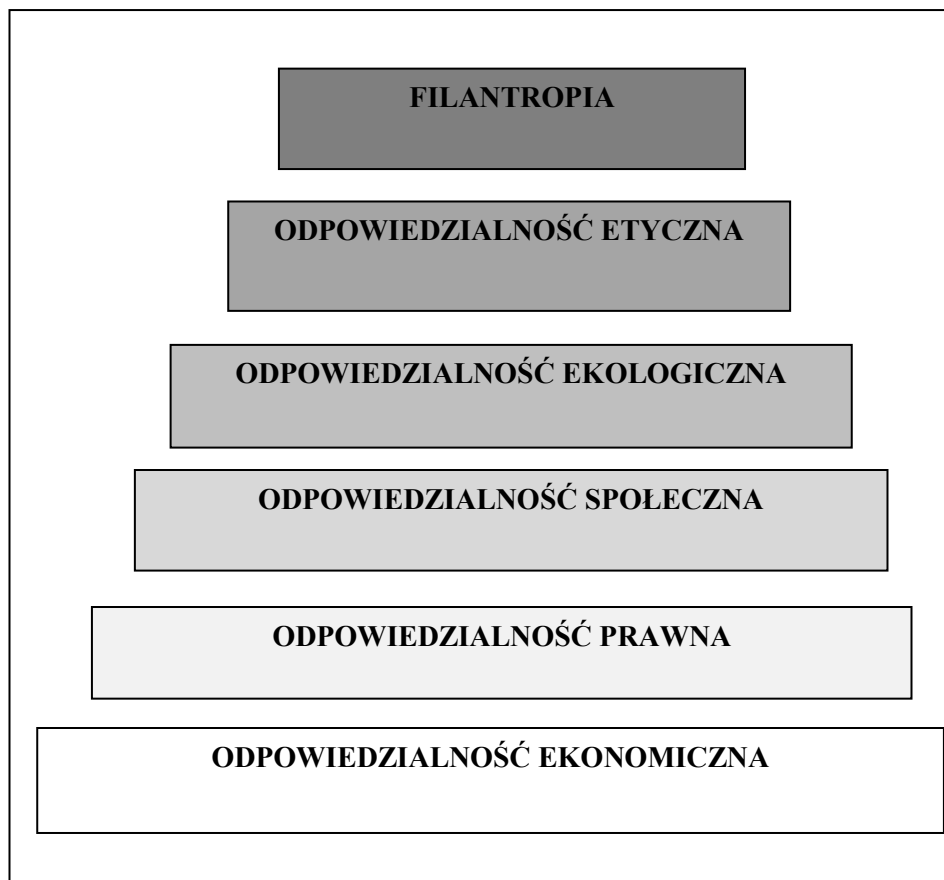 FILANTROPIA
ODPOWIEDZIALNOŚĆ ETYCZNA
ODPOWIEDZIALNOŚĆ EKOLOGICZNA
ODPOWIEDZIALNOŚĆ SPOŁECZNA
ODPOWIEDZIALNOŚĆ PRAWNA
ODPOWIEDZIALNOŚĆ EKONOMICZNA